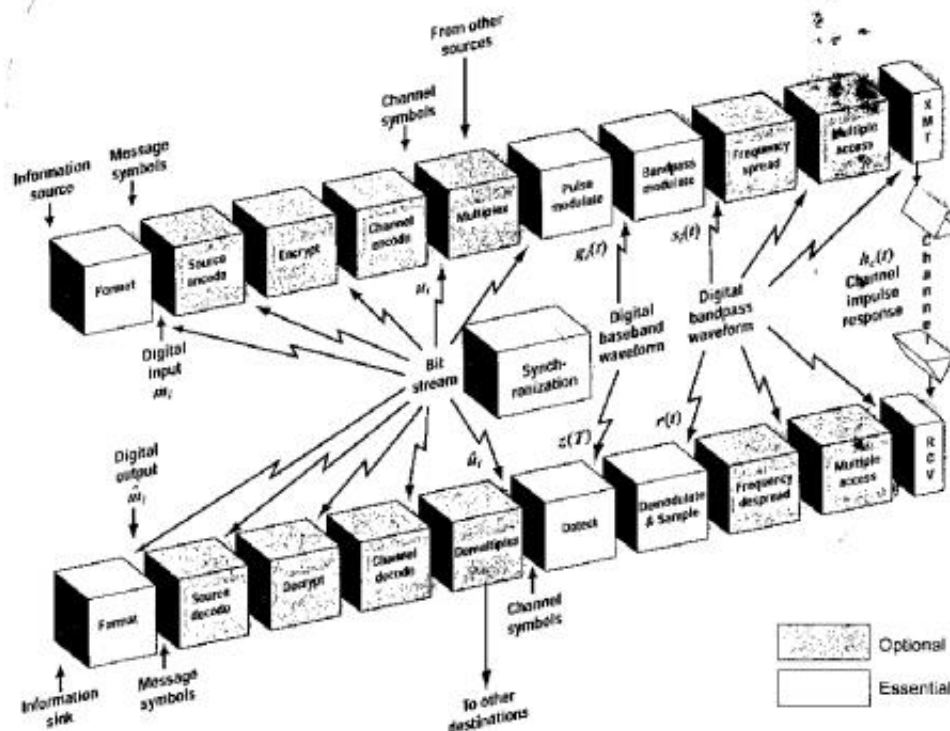 From other
sources
Channel
symbols
Message
symbols
Information
source
Format
Source
encode
Encrypt
Channel
encode
Multiplex
Pulse
modulate
Bandpass
modulate
Frequency
spread
Multiple
access
X
M
T
Digital
input
mᵢ
uᵢ
gᵢ(t)
Digital
baseband
waveform
sᵢ(t)
Digital
bandpass
waveform
h_c(t)
Channel
impulse
response
C
h
a
n
n
e
Bit
stream
Synch-
ronization
Digital
output
m̂ᵢ
ûᵢ
z(T)
r(t)
Format
Source
decode
Decrypt
Channel
decode
Demultiplex
Detect
Demodulate
& Sample
Frequency
despread
Multiple
access
R
C
V
Information
sink
Message
symbols
Channel
symbols
To other
destinations
Optional
Essential